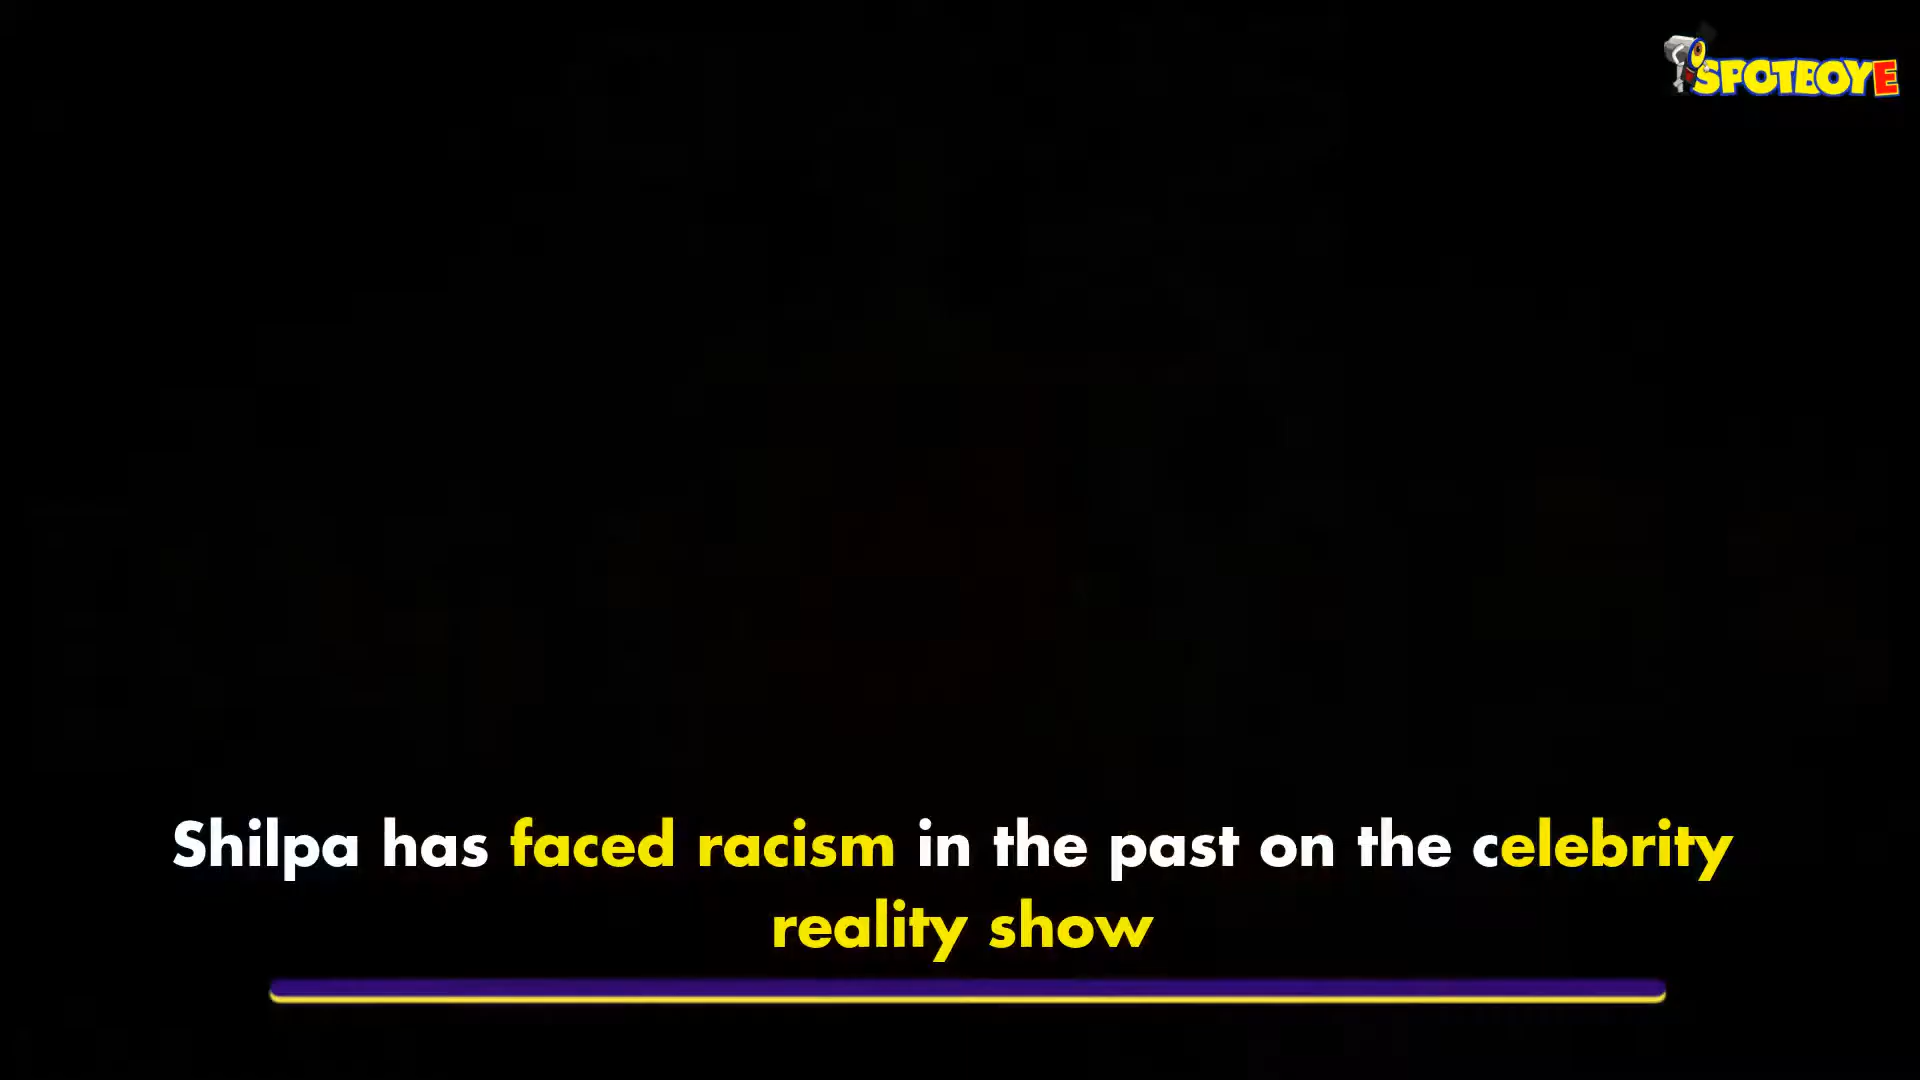 SPOTBOYE
Shilpa has faced racism in the past on the celebrity
reality show